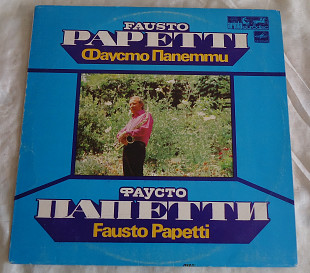 FAUSTO
PAPETTI
Фаусто Папетти
ФАУСТО
ПАПЕТТИ
Fausto Papetti